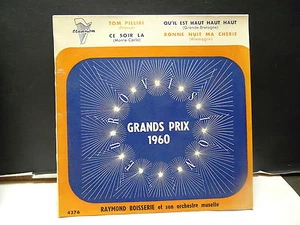 TOM PILLIBI
(France)
CE SOIR LA
(Monte Carlo)
QU'IL EST HAUT HAUT HAUT
(Grande Bretagne)
BONNE NUIT MA CHERIE
(Allemagne)
EUROVISION
GRANDS PRIX
1960
4376
RAYMOND BOISSERIE et son orchestre musette